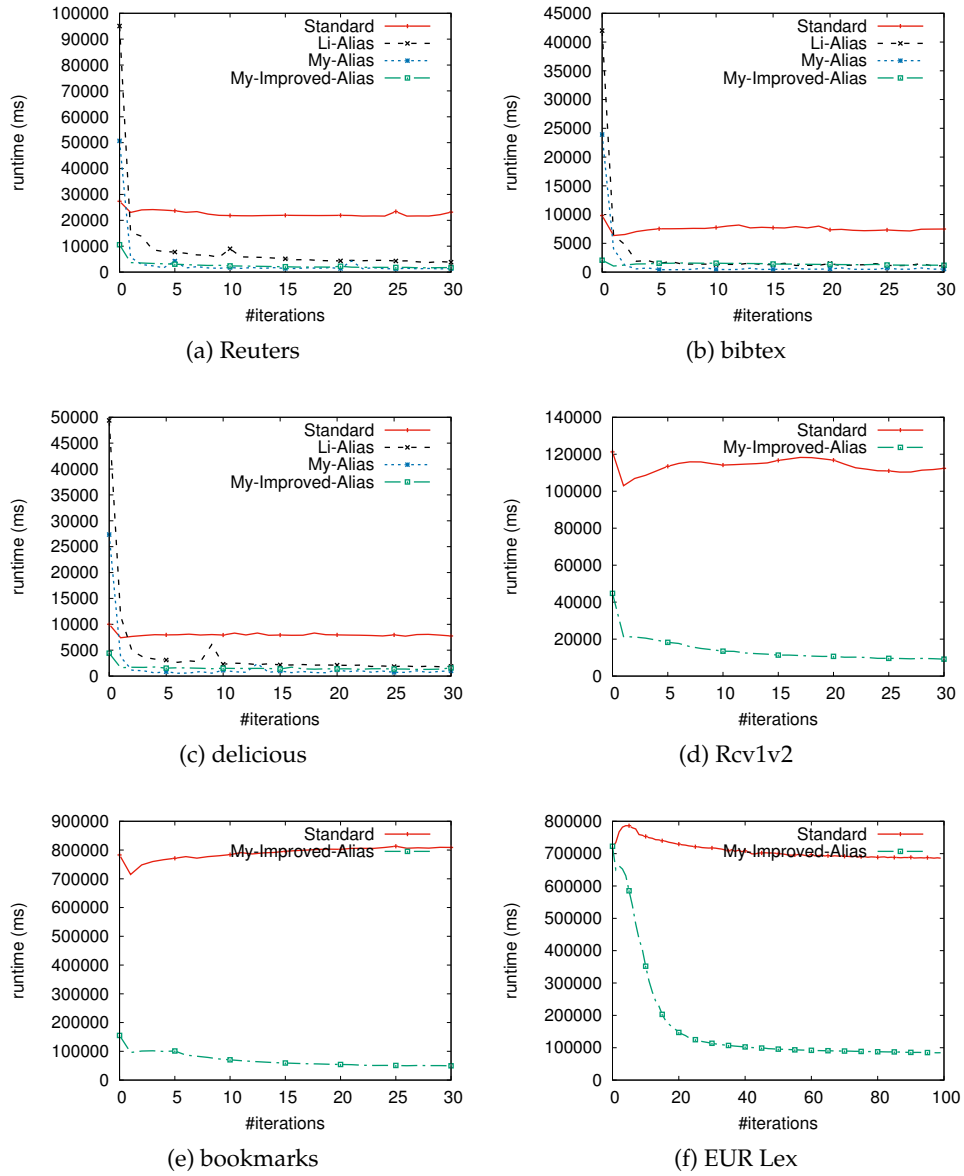 100000
90000
80000
70000
60000
50000
40000
30000
20000
10000
0
runtime (ms)
Standard
Li-Alias
My-Alias
My-Improved-Alias
0 5 10 15 20 25 30
#iterations
(a) Reuters
45000
40000
35000
30000
25000
20000
15000
10000
5000
0
runtime (ms)
Standard
Li-Alias
My-Alias
My-Improved-Alias
0 5 10 15 20 25 30
#iterations
(b) bibtex
50000
45000
40000
35000
30000
25000
20000
15000
10000
5000
0
runtime (ms)
Standard
Li-Alias
My-Alias
My-Improved-Alias
0 5 10 15 20 25 30
#iterations
(c) delicious
140000
120000
100000
80000
60000
40000
20000
0
runtime (ms)
Standard
My-Improved-Alias
0 5 10 15 20 25 30
#iterations
(d) Rcv1v2
900000
800000
700000
600000
500000
400000
300000
200000
100000
0
runtime (ms)
Standard
My-Improved-Alias
0 5 10 15 20 25 30
#iterations
(e) bookmarks
800000
700000
600000
500000
400000
300000
200000
100000
0
runtime (ms)
Standard
My-Improved-Alias
0 20 40 60 80 100
#iterations
(f) EUR Lex